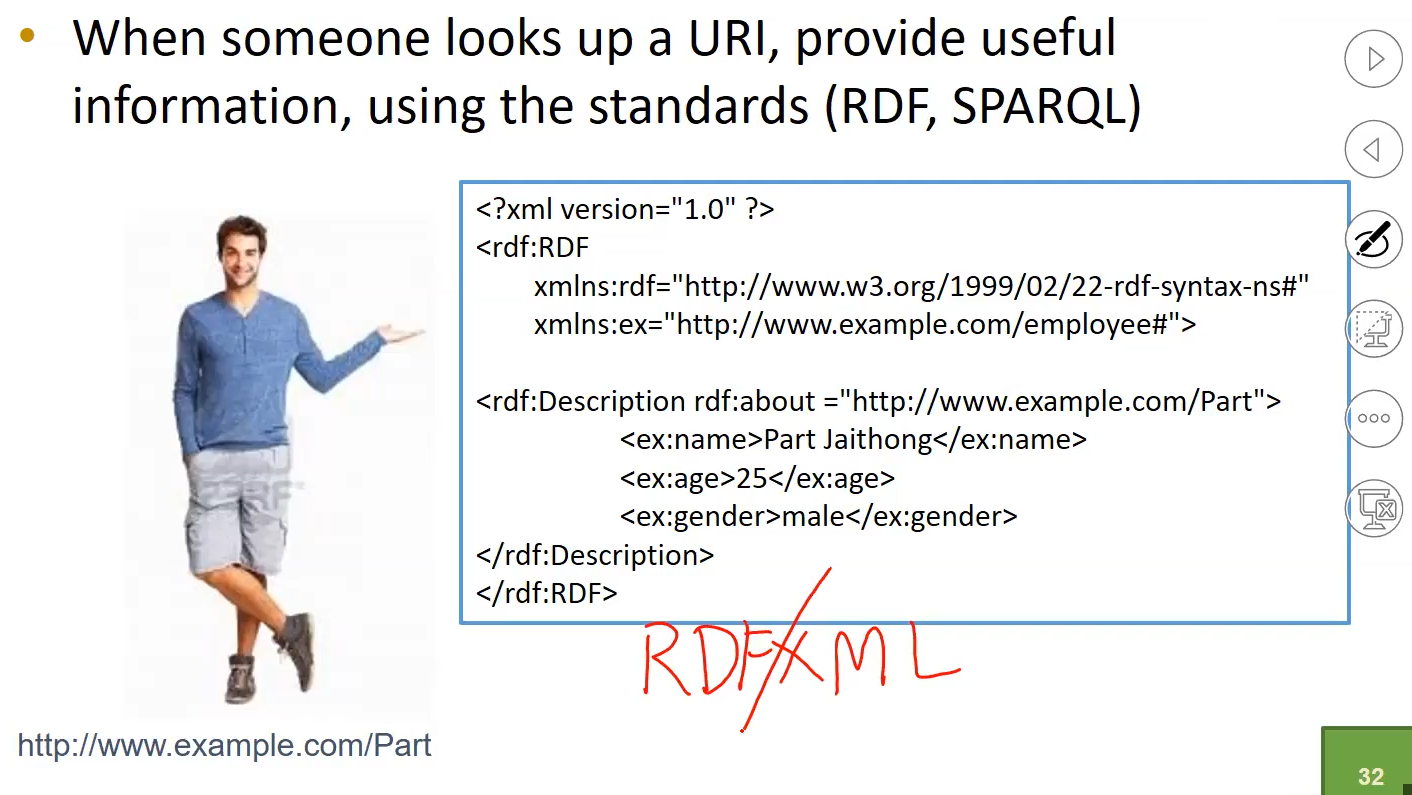 • When someone looks up a URI, provide useful
information, using the standards (RDF, SPARQL)
<?xml version="1.0" ?>
<rdf:RDF
xmlns:rdf="http://www.w3.org/1999/02/22-rdf-syntax-ns#"
xmlns:ex="http://www.example.com/employee#">
<rdf:Description rdf:about ="http://www.example.com/Part">
<ex:name>Part Jaithong</ex:name>
<ex:age>25</ex:age>
<ex:gender>male</ex:gender>
</rdf:Description>
</rdf:RDF>
RDF/XML
http://www.example.com/Part
32